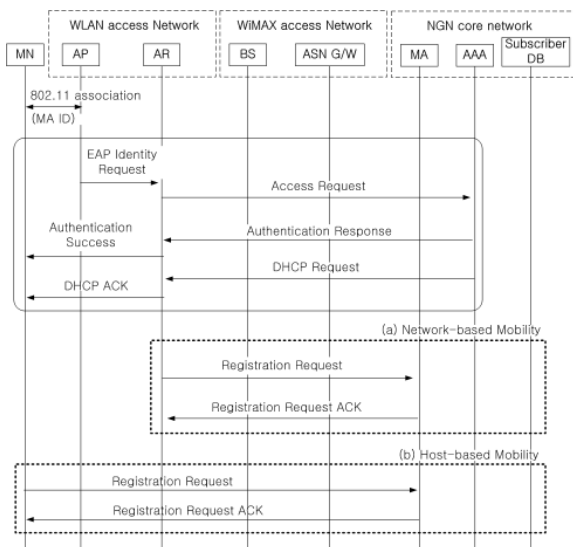 WLAN access Network
WiMAX access Network
NGN core network
MN
AP
AR
BS
ASN G/W
MA
AAA
Subscriber
DB
802.11 association
(MA ID)
EAP Identity
Request
Access Request
Authentication
Success
Authentication Response
DHCP Request
DHCP ACK
(a) Network-based Mobility
Registration Request
Registration Request ACK
(b) Host-based Mobility
Registration Request
Registration Request ACK